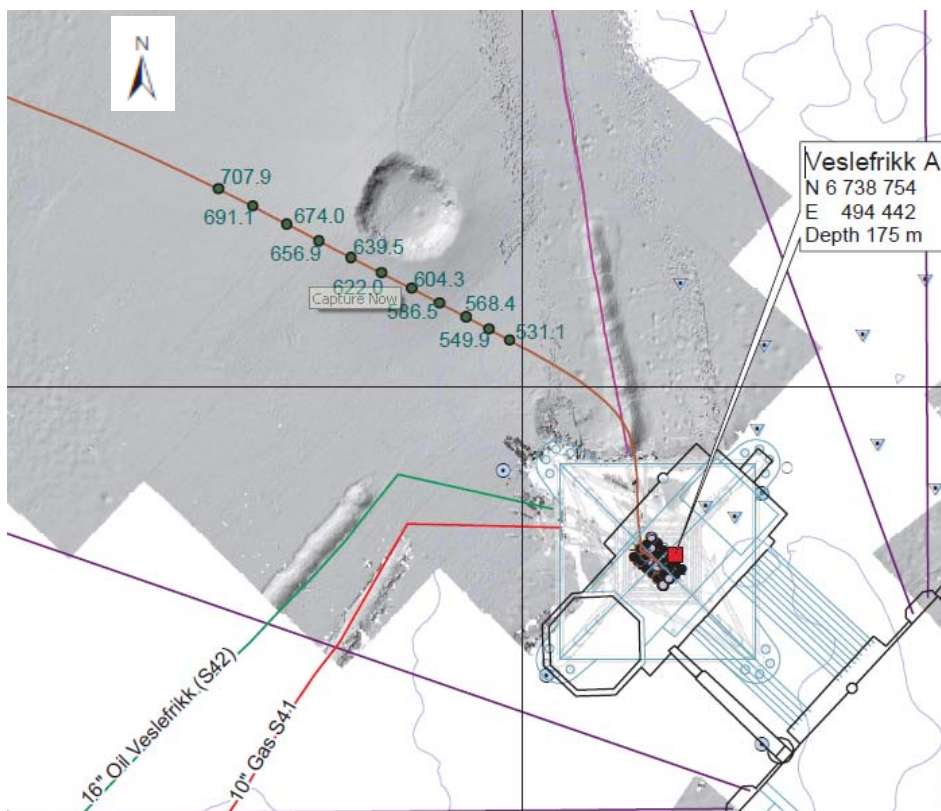 N
Veslefrikk A
N 6 738 754
E 494 442
Depth 175 m
707.9
691.1
674.0
656.9
639.5
622.0
604.3
586.5
568.4
549.9
531.1
Capture Now
16" Oil Veslefrikk (S42)
10" Gas S41